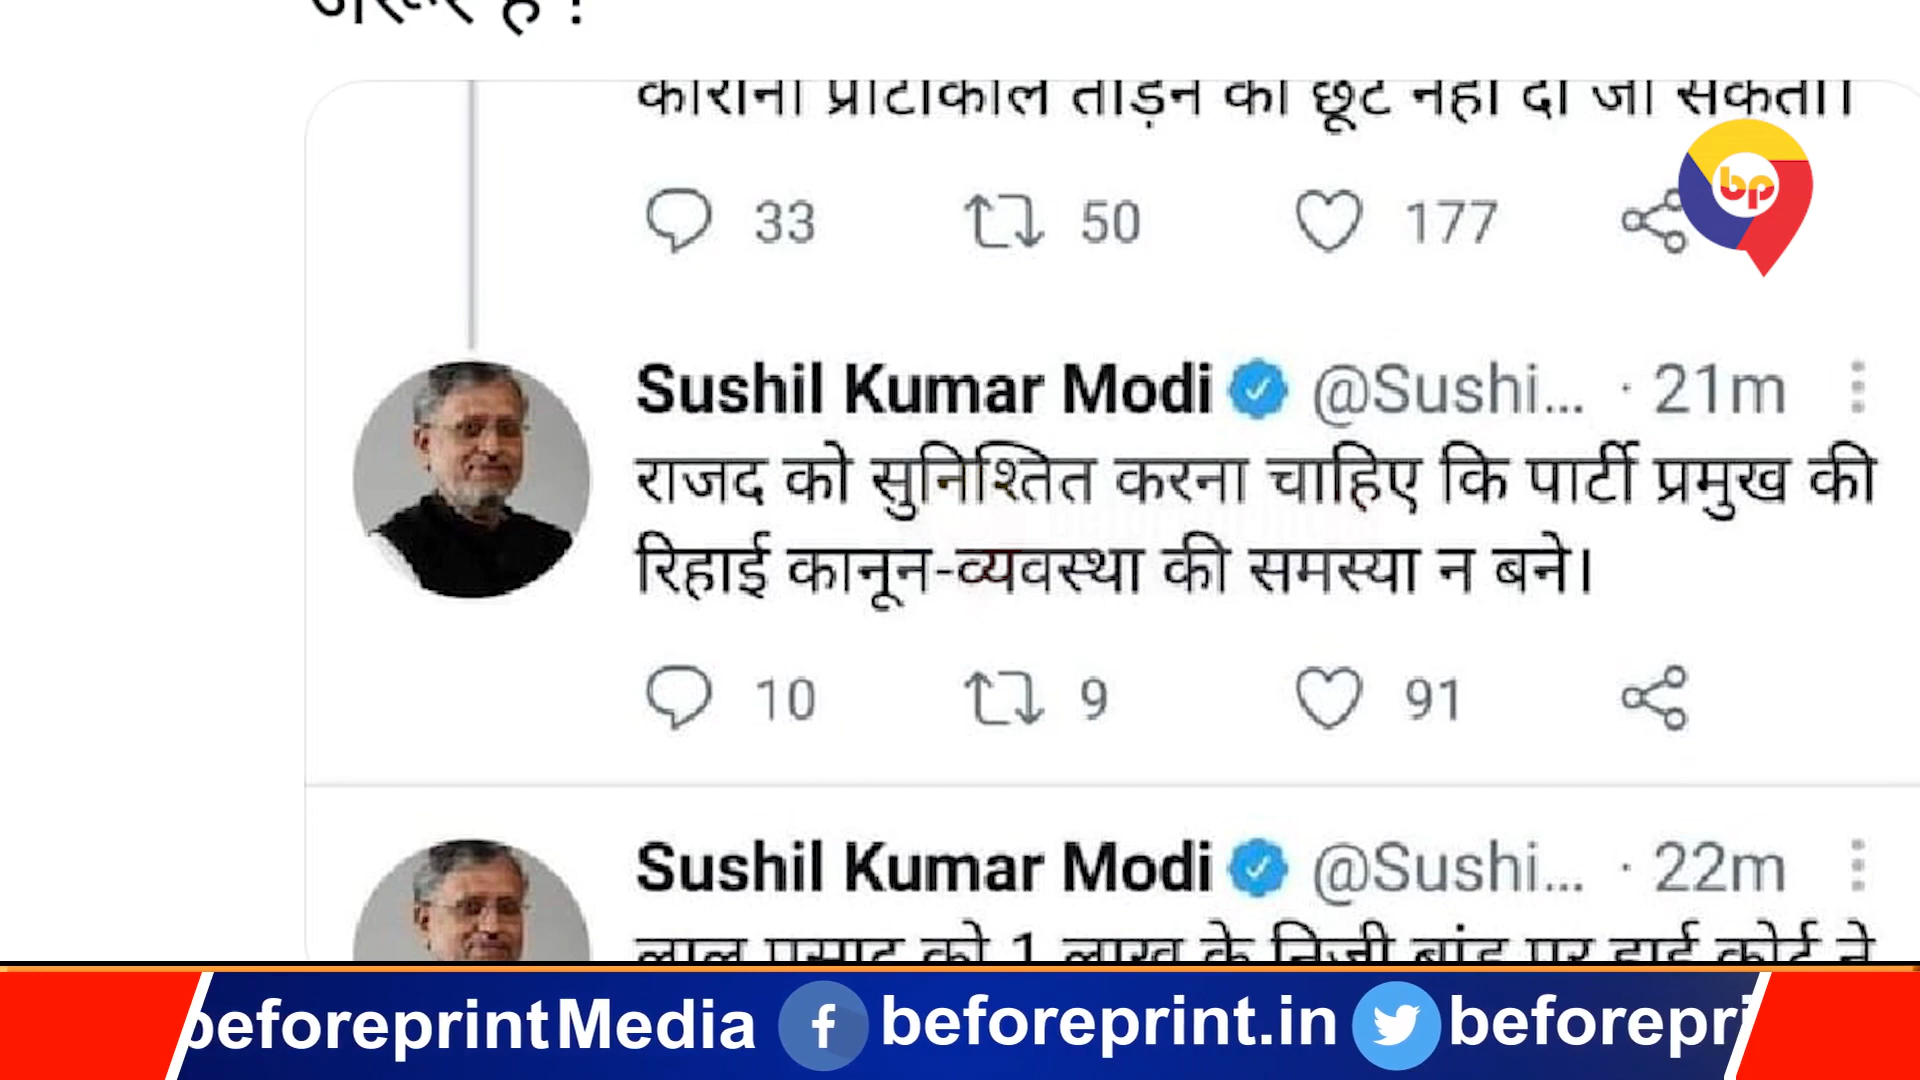 जरूर है !
कोरोना प्रोटोकॉल तोड़ने की छूट नहीं दी जा सकती।
33 50 177
bp
Sushil Kumar Modi @Sushi... · 21m
राजद को सुनिश्तित करना चाहिए कि पार्टी प्रमुख की
रिहाई कानून-व्यवस्था की समस्या न बने।
10 9 91
Sushil Kumar Modi @Sushi... · 22m
लालू प्रसाद को 1 लाख के निजी बांड पर हाई कोर्ट ने
beforeprintMedia beforeprint.in beforepri